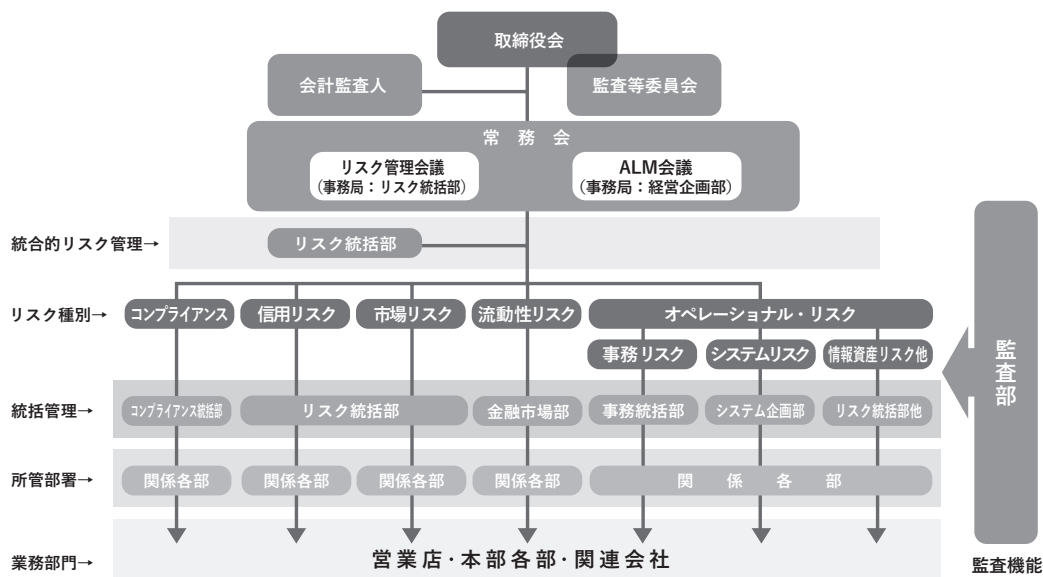 取締役会
会計監査人
監査等委員会
常務会
リスク管理会議
（事務局：リスク統括部）
ALM会議
（事務局：経営企画部）
統合的リスク管理→
リスク統括部
リスク種別→
コンプライアンス
信用リスク
市場リスク
流動性リスク
オペレーショナル・リスク
事務リスク
システムリスク
情報資産リスク他
統括管理→
コンプライアンス統括部
リスク統括部
金融市場部
事務統括部
システム企画部
リスク統括部他
所管部署→
関係各部
関係各部
関係各部
関係各部
関係各部
業務部門→
営業店・本部各部・関連会社
監査部
監査機能